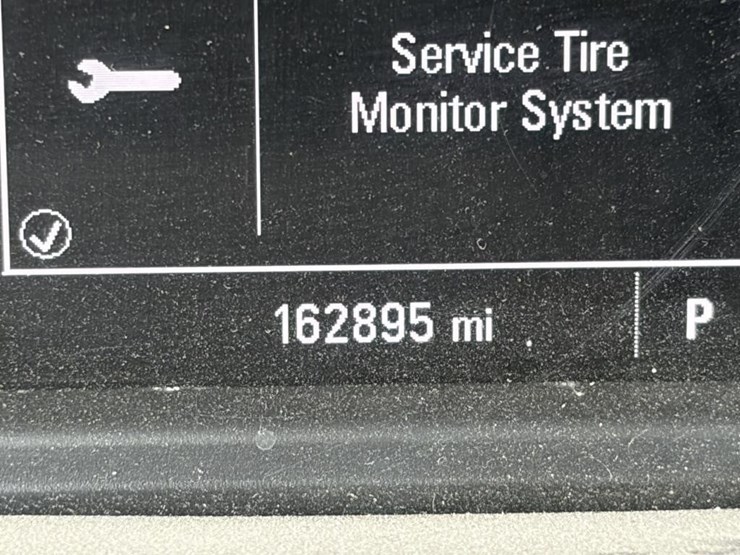 Service Tire
Monitor System
162895 mi
P